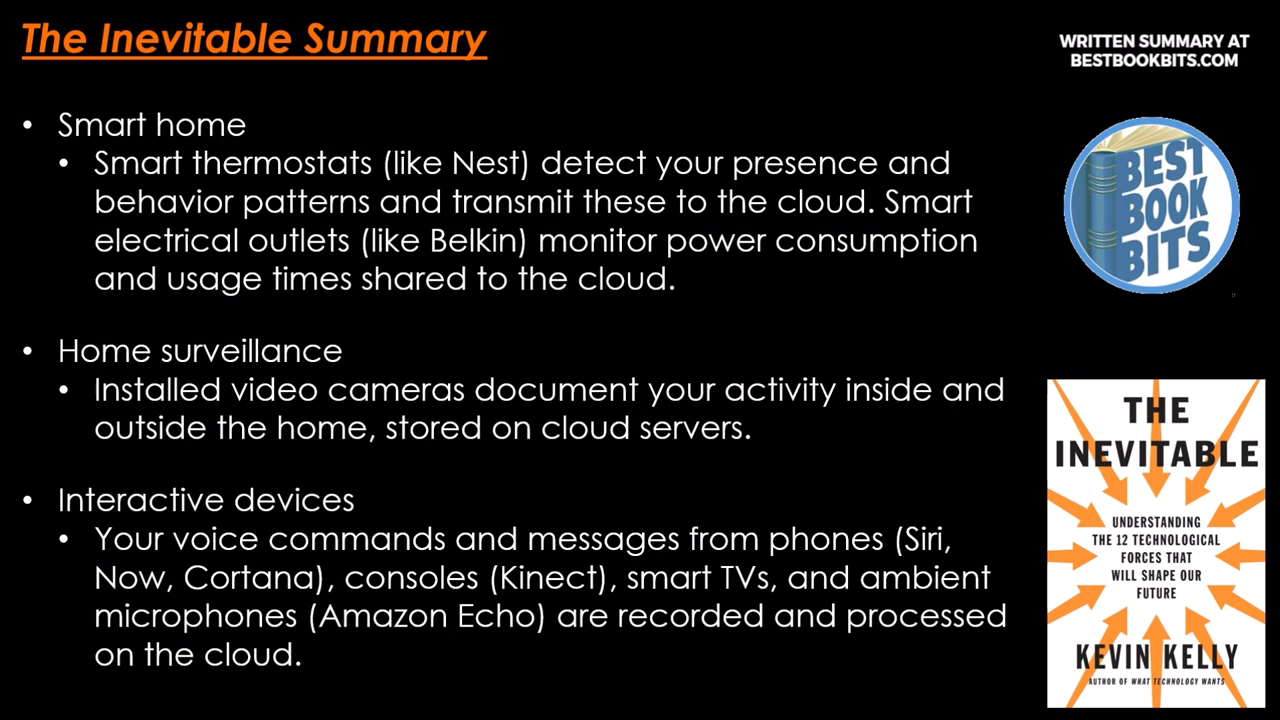 The Inevitable Summary
WRITTEN SUMMARY AT
BESTBOOKBITS.COM
• Smart home
• Smart thermostats (like Nest) detect your presence and
behavior patterns and transmit these to the cloud. Smart
electrical outlets (like Belkin) monitor power consumption
and usage times shared to the cloud.
• Home surveillance
• Installed video cameras document your activity inside and
outside the home, stored on cloud servers.
• Interactive devices
• Your voice commands and messages from phones (Siri,
Now, Cortana), consoles (Kinect), smart TVs, and ambient
microphones (Amazon Echo) are recorded and processed
on the cloud.
BEST
BOOK
BITS
THE
INEVITABLE
UNDERSTANDING
THE 12 TECHNOLOGICAL
FORCES THAT
WILL SHAPE OUR
FUTURE
KEVIN KELLY
AUTHOR OF WHAT TECHNOLOGY WANTS